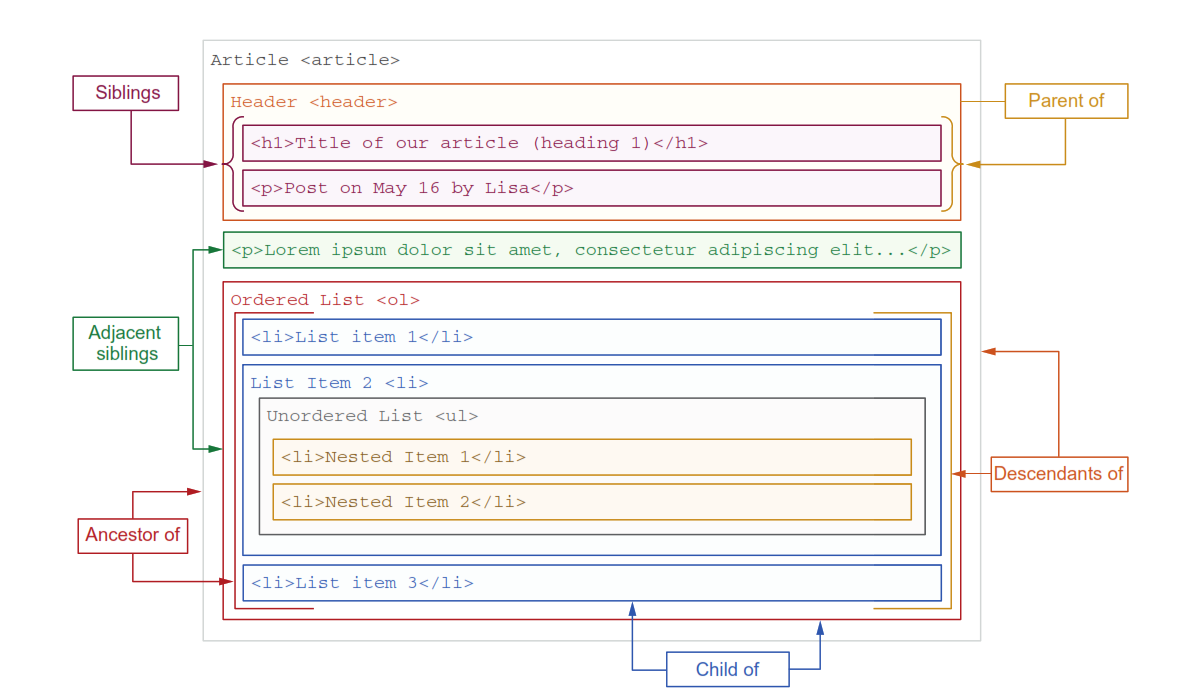 Article <article>
Siblings
Header <header>
Parent of
<h1>Title of our article (heading 1)</h1>
<p>Post on May 16 by Lisa</p>
<p>Lorem ipsum dolor sit amet, consectetur adipiscing elit...</p>
Ordered List <ol>
Adjacent
siblings
<li>List item 1</li>
List Item 2 <li>
Unordered List <ul>
<li>Nested Item 1</li>
Descendants of
<li>Nested Item 2</li>
Ancestor of
<li>List item 3</li>
Child of